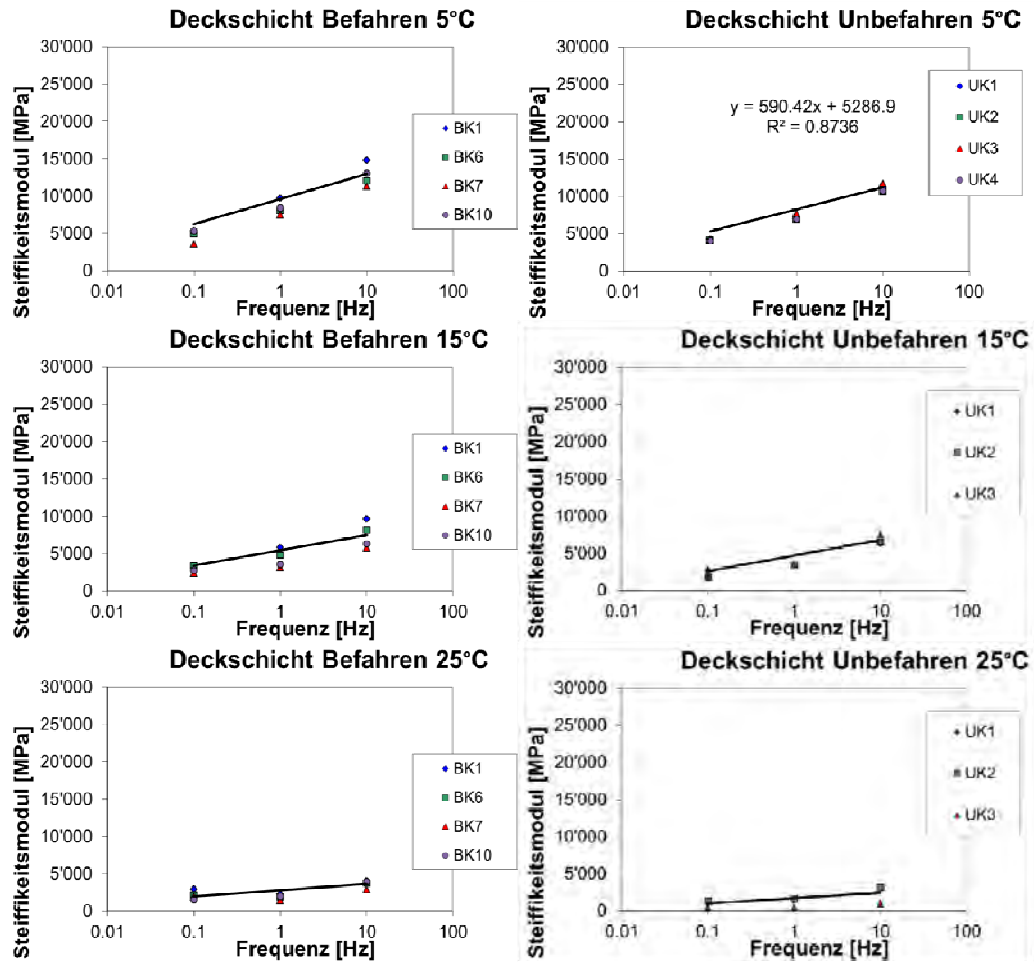 Deckschicht Befahren 5°C
Steiffikeitsmodul [MPa]
30'000
25'000
20'000
15'000
10'000
5'000
0
0.01
0.1
1
10
100
Frequenz [Hz]
BK1
BK6
BK7
BK10
Deckschicht Unbefahren 5°C
Steiffikeitsmodul [MPa]
30'000
25'000
20'000
15'000
10'000
5'000
0
0.01
0.1
1
10
100
Frequenz [Hz]
y = 590.42x + 5286.9
R² = 0.8736
UK1
UK2
UK3
UK4
Deckschicht Befahren 15°C
Steiffikeitsmodul [MPa]
30'000
25'000
20'000
15'000
10'000
5'000
0
0.01
0.1
1
10
100
Frequenz [Hz]
BK1
BK6
BK7
BK10
Deckschicht Unbefahren 15°C
Steiffikeitsmodul [MPa]
30'000
25'000
20'000
15'000
10'000
5'000
0
0.01
0.1
1
10
100
Frequenz [Hz]
UK1
UK2
UK3
Deckschicht Befahren 25°C
Steiffikeitsmodul [MPa]
30'000
25'000
20'000
15'000
10'000
5'000
0
0.01
0.1
1
10
100
Frequenz [Hz]
BK1
BK6
BK7
BK10
Deckschicht Unbefahren 25°C
Steiffikeitsmodul [MPa]
30'000
25'000
20'000
15'000
10'000
5'000
0
0.01
0.1
1
10
100
Frequenz [Hz]
UK1
UK2
UK3